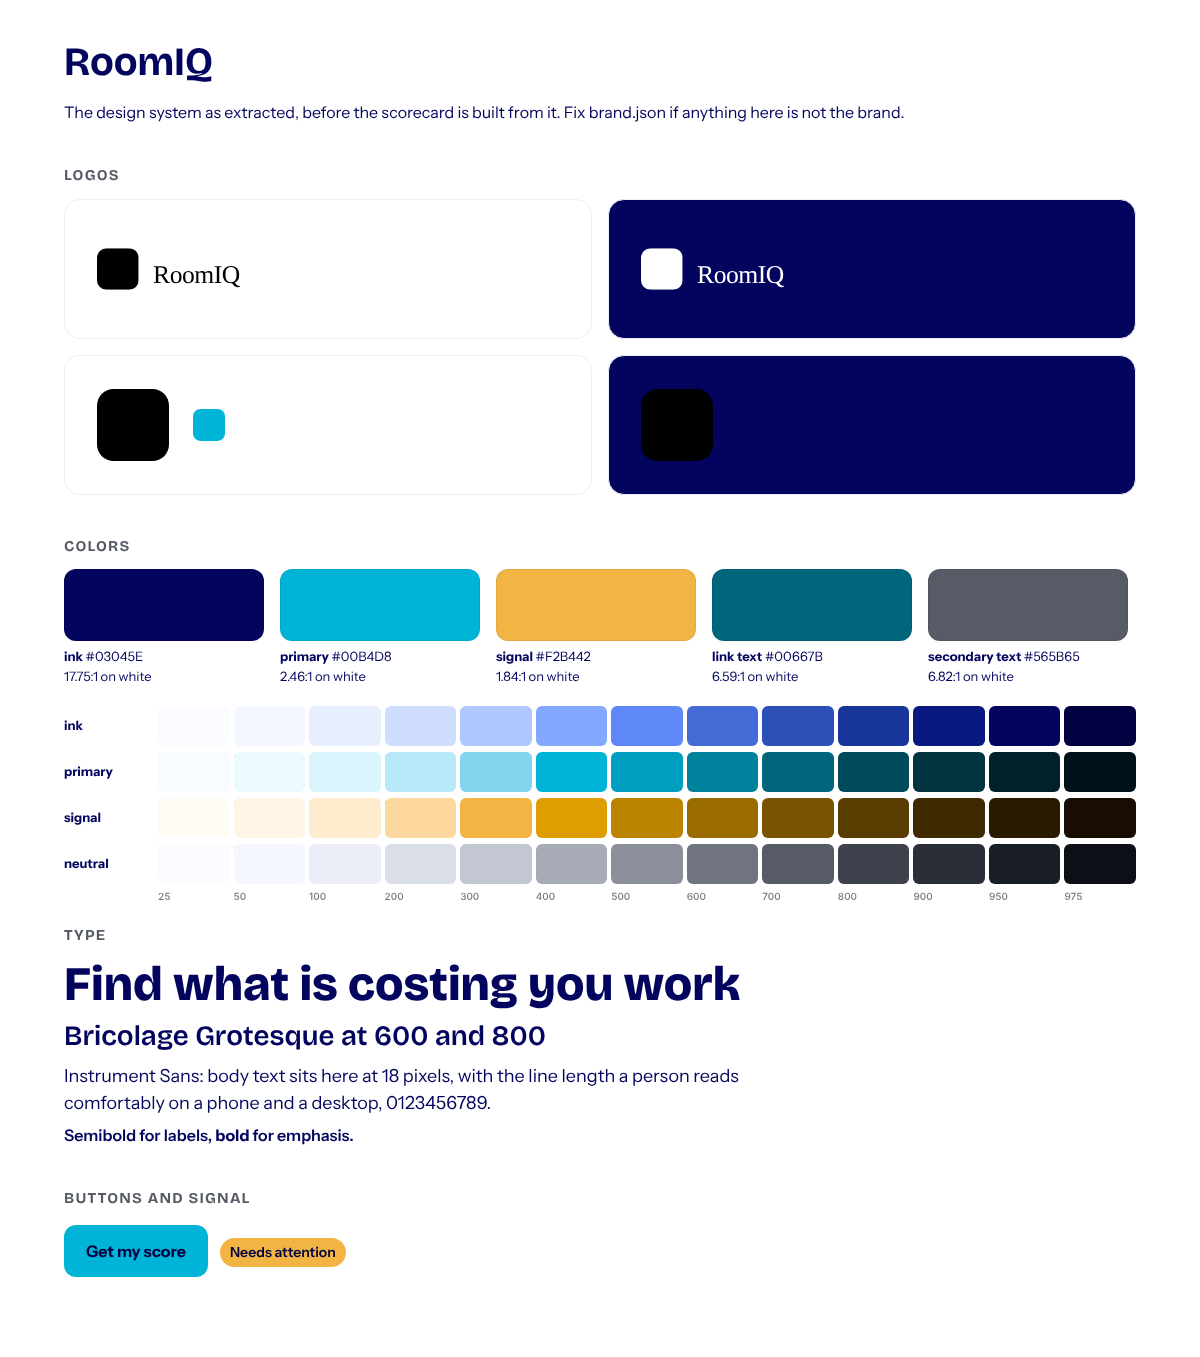 RoomIQ
The design system as extracted, before the scorecard is built from it. Fix brand.json if anything here is not the brand.
LOGOS
RoomIQ
RoomIQ
COLORS
ink #03045E
17.75:1 on white
primary #00B4D8
2.46:1 on white
signal #F2B442
1.84:1 on white
link text #00667B
6.59:1 on white
secondary text #565B65
6.82:1 on white
ink
primary
signal
neutral
25 50 100 200 300 400 500 600 700 800 900 950 975
TYPE
Find what is costing you work
Bricolage Grotesque at 600 and 800
Instrument Sans: body text sits here at 18 pixels, with the line length a person reads
comfortably on a phone and a desktop, 0123456789.
Semibold for labels, bold for emphasis.
BUTTONS AND SIGNAL
Get my score
Needs attention